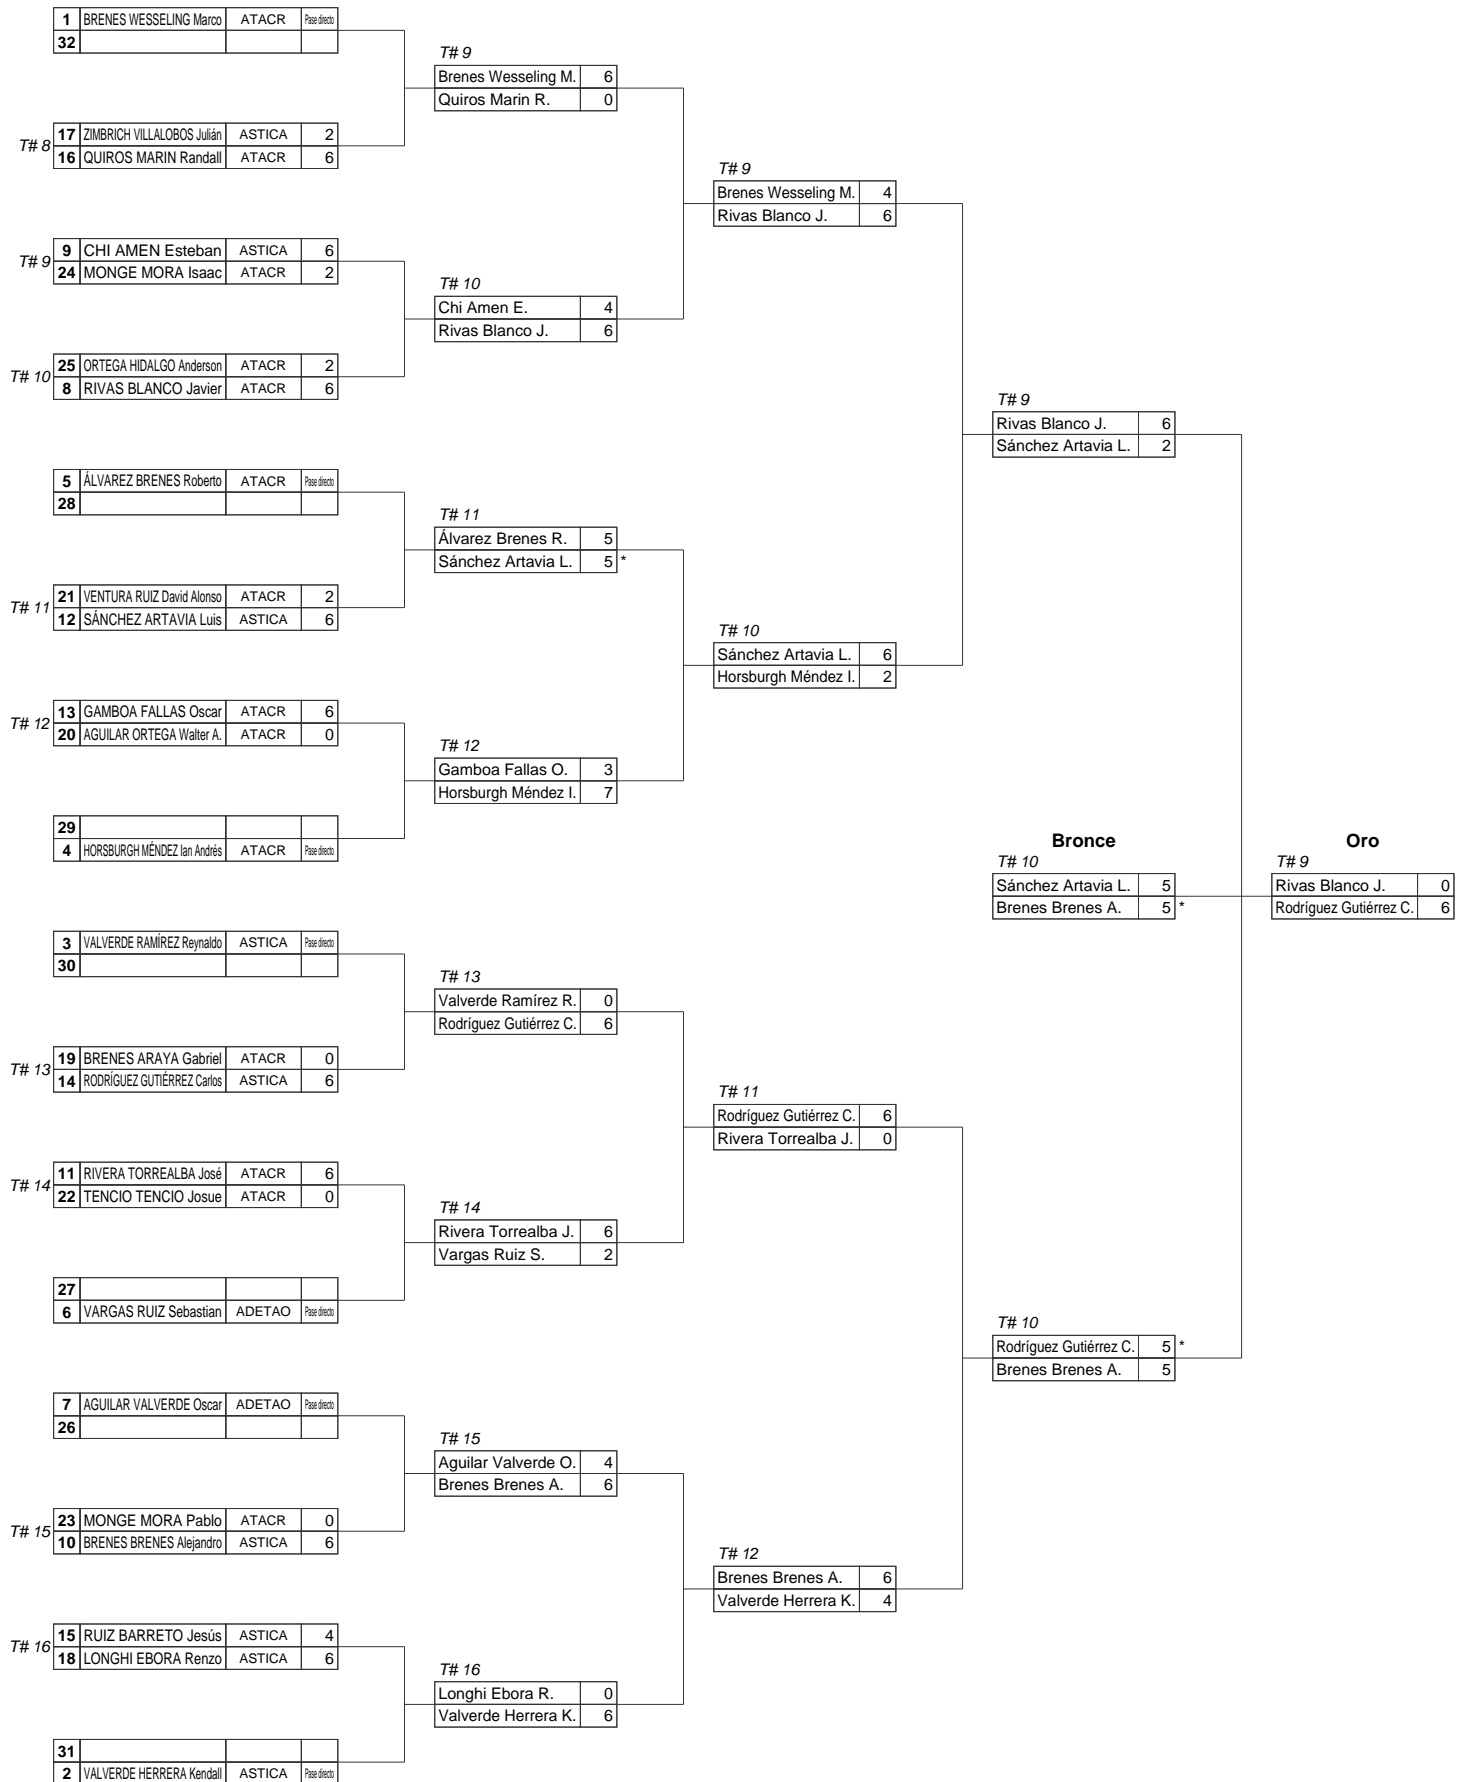 1 BRENES WESSELING Marco ATACR Pase directo
32
T# 9
Brenes Wesseling M. 6
Quiros Marin R. 0
T# 8
17 ZIMBRICH VILLALOBOS Julián ASTICA 2
16 QUIROS MARIN Randall ATACR 6
T# 9
Brenes Wesseling M. 4
Rivas Blanco J. 6
T# 9
9 CHI AMEN Esteban ASTICA 6
24 MONGE MORA Isaac ATACR 2
T# 10
Chi Amen E. 4
Rivas Blanco J. 6
T# 10
25 ORTEGA HIDALGO Anderson ATACR 2
8 RIVAS BLANCO Javier ATACR 6
T# 9
Rivas Blanco J. 6
Sánchez Artavia L. 2
5 ÁLVAREZ BRENES Roberto ATACR Pase directo
28
T# 11
Álvarez Brenes R. 5
Sánchez Artavia L. 5 *
T# 11
21 VENTURA RUIZ David Alonso ATACR 2
12 SÁNCHEZ ARTAVIA Luis ASTICA 6
T# 10
Sánchez Artavia L. 6
Horsburgh Méndez I. 2
T# 12
13 GAMBOA FALLAS Oscar ATACR 6
20 AGUILAR ORTEGA Walter A. ATACR 0
T# 12
Gamboa Fallas O. 3
Horsburgh Méndez I. 7
29
4 HORSBURGH MÉNDEZ Ian Andrés ATACR Pase directo
Bronce
T# 10
Sánchez Artavia L. 5
Brenes Brenes A. 5 *
Oro
T# 9
Rivas Blanco J. 0
Rodríguez Gutiérrez C. 6
3 VALVERDE RAMÍREZ Reynaldo ASTICA Pase directo
30
T# 13
Valverde Ramírez R. 0
Rodríguez Gutiérrez C. 6
T# 13
19 BRENES ARAYA Gabriel ATACR 0
14 RODRÍGUEZ GUTIÉRREZ Carlos ASTICA 6
T# 11
Rodríguez Gutiérrez C. 6
Rivera Torrealba J. 0
T# 14
11 RIVERA TORREALBA José ATACR 6
22 TENCIO TENCIO Josue ATACR 0
T# 14
Rivera Torrealba J. 6
Vargas Ruiz S. 2
27
6 VARGAS RUIZ Sebastian ADETAO Pase directo
T# 10
Rodríguez Gutiérrez C. 5 *
Brenes Brenes A. 5
7 AGUILAR VALVERDE Oscar ADETAO Pase directo
26
T# 15
Aguilar Valverde O. 4
Brenes Brenes A. 6
T# 15
23 MONGE MORA Pablo ATACR 0
10 BRENES BRENES Alejandro ASTICA 6
T# 12
Brenes Brenes A. 6
Valverde Herrera K. 4
T# 16
15 RUIZ BARRETO Jesús ASTICA 4
18 LONGHI EBORA Renzo ASTICA 6
T# 16
Longhi Ebora R. 0
Valverde Herrera K. 6
31
2 VALVERDE HERRERA Kendall ASTICA Pase directo